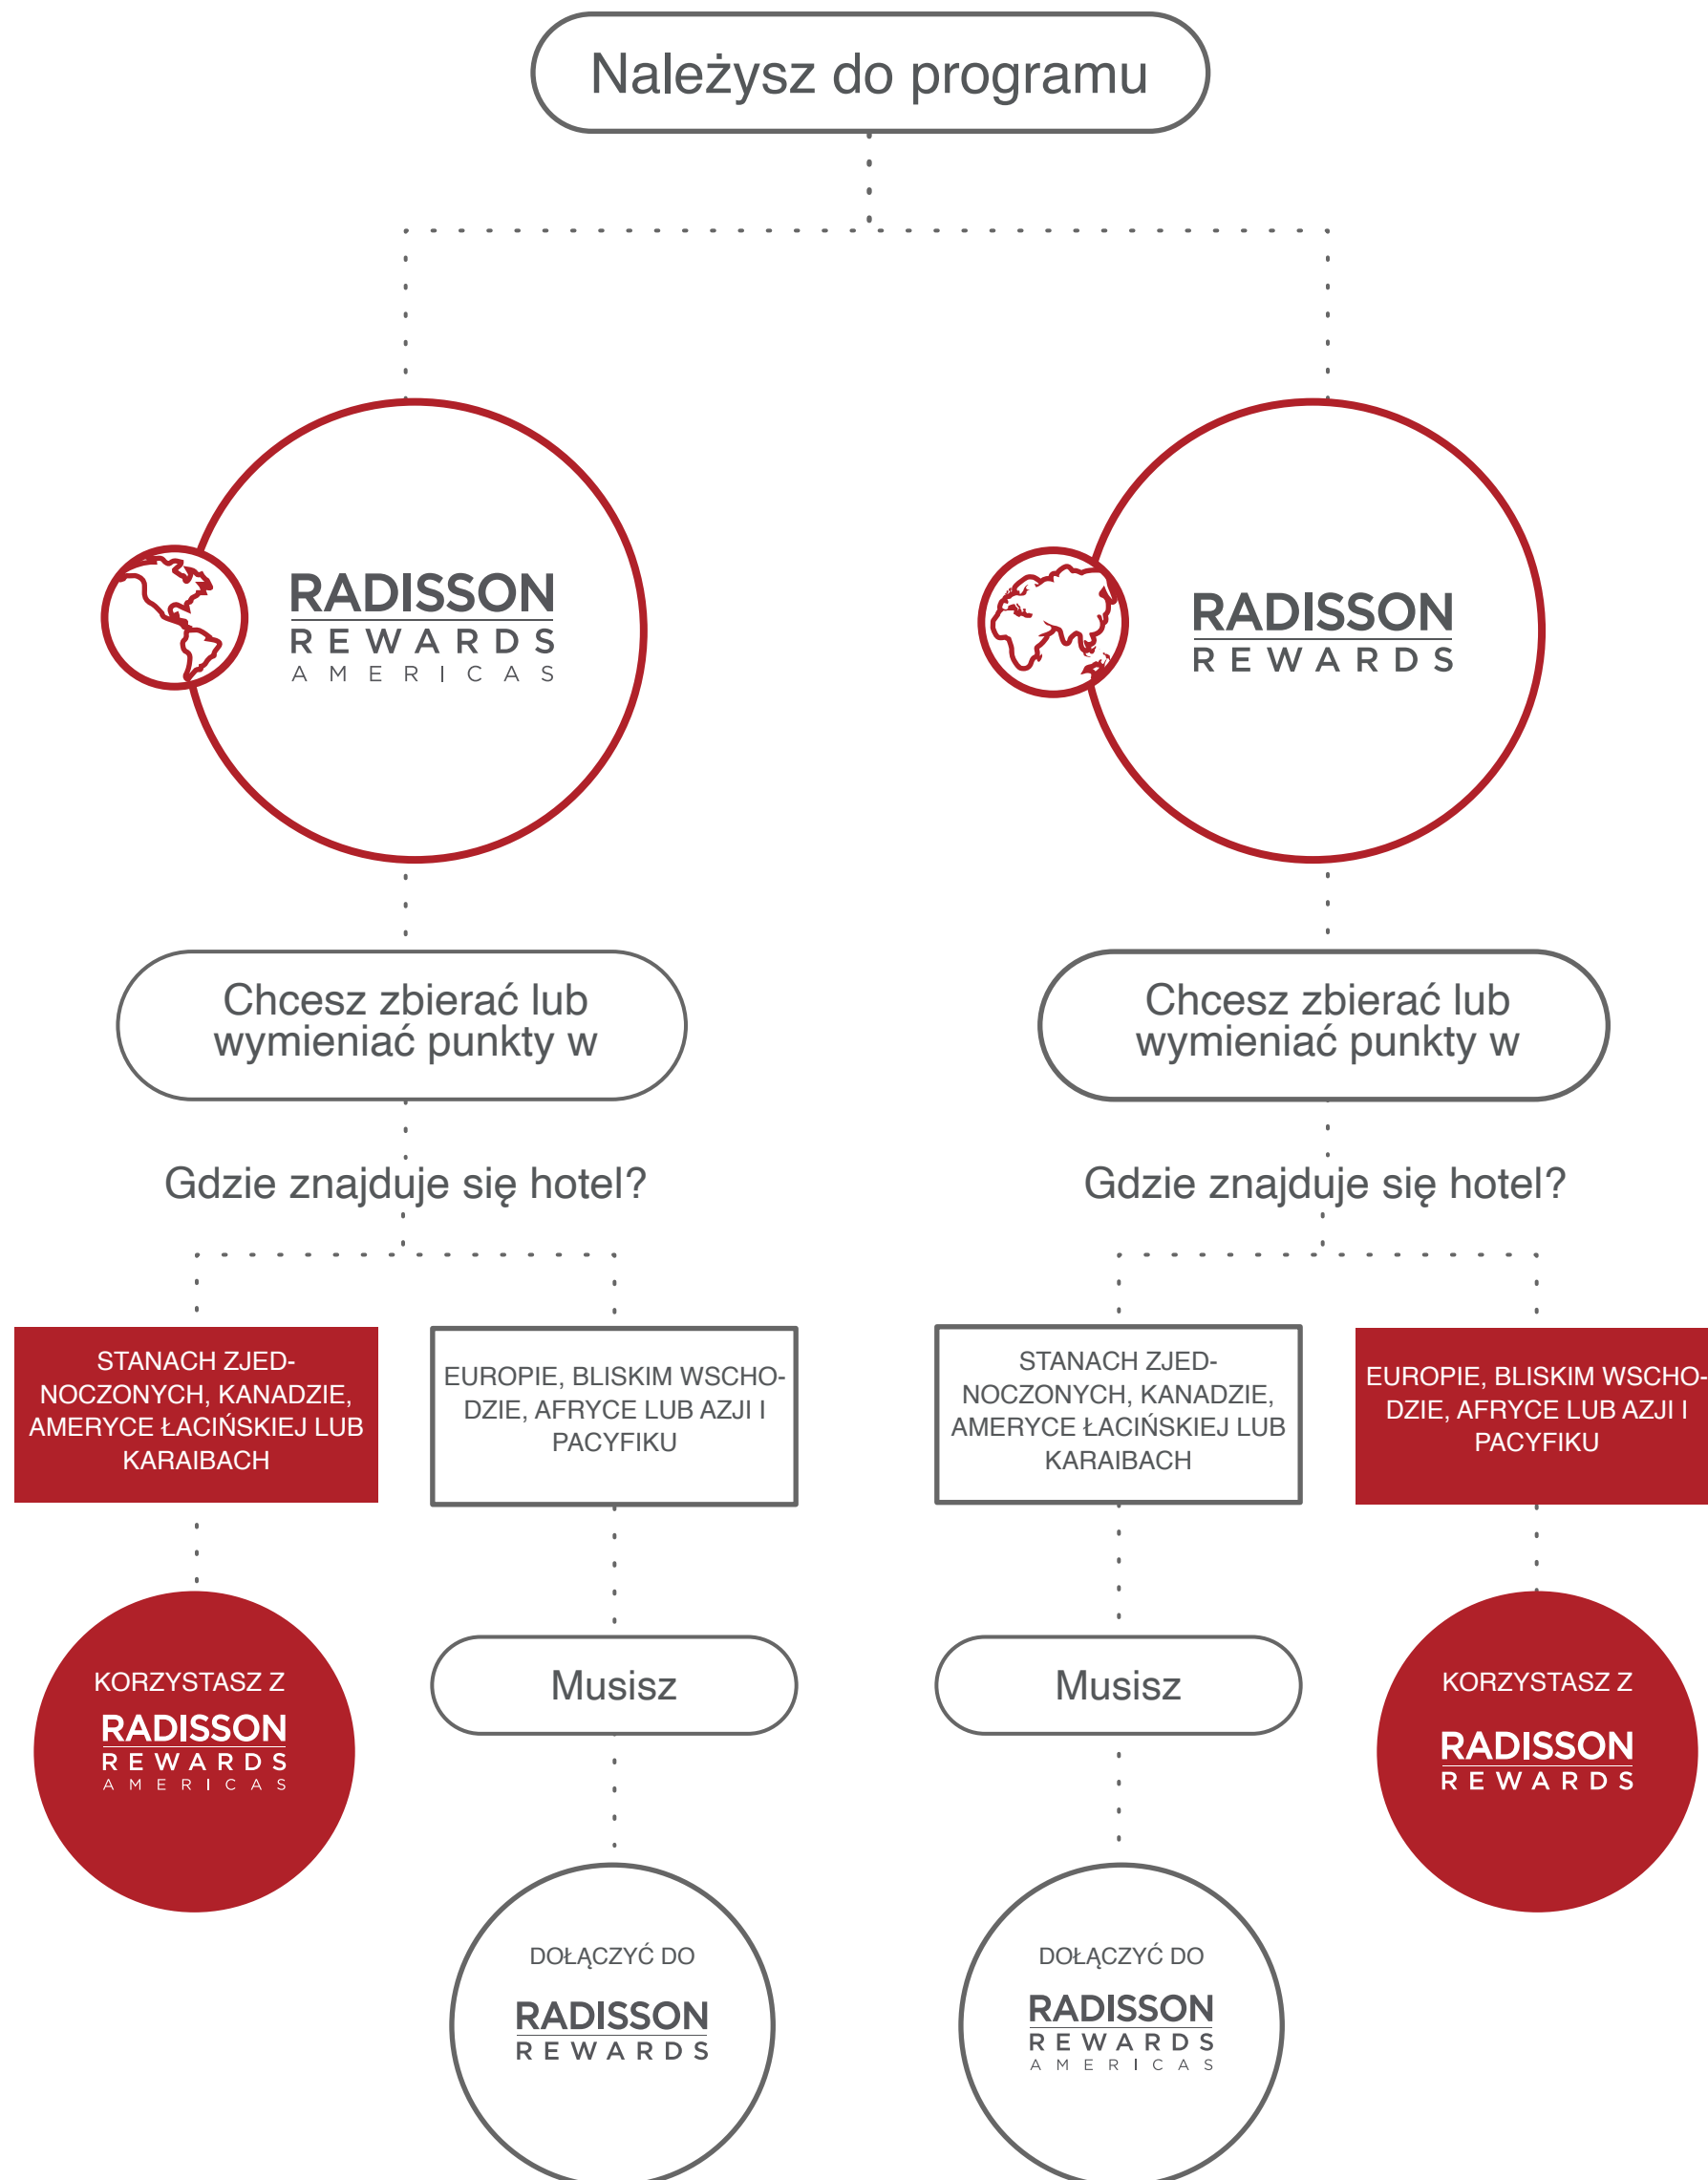 Należysz do programu
RADISSON
REWARDS
AMERICAS
RADISSON
REWARDS
Chcesz zbierać lub
wymieniać punkty w
Chcesz zbierać lub
wymieniać punkty w
Gdzie znajduje się hotel?
Gdzie znajduje się hotel?
STANACH ZJED-
NOCZONYCH, KANADZIE,
AMERYCE ŁACIŃSKIEJ LUB
KARAIBACH
EUROPIE, BLISKIM WSCHO-
DZIE, AFRYCE LUB AZJI I
PACYFIKU
STANACH ZJED-
NOCZONYCH, KANADZIE,
AMERYCE ŁACIŃSKIEJ LUB
KARAIBACH
EUROPIE, BLISKIM WSCHO-
DZIE, AFRYCE LUB AZJI I
PACYFIKU
KORZYSTASZ Z
RADISSON
REWARDS
AMERICAS
Musisz
Musisz
KORZYSTASZ Z
RADISSON
REWARDS
DOŁĄCZYĆ DO
RADISSON
REWARDS
DOŁĄCZYĆ DO
RADISSON
REWARDS
AMERICAS